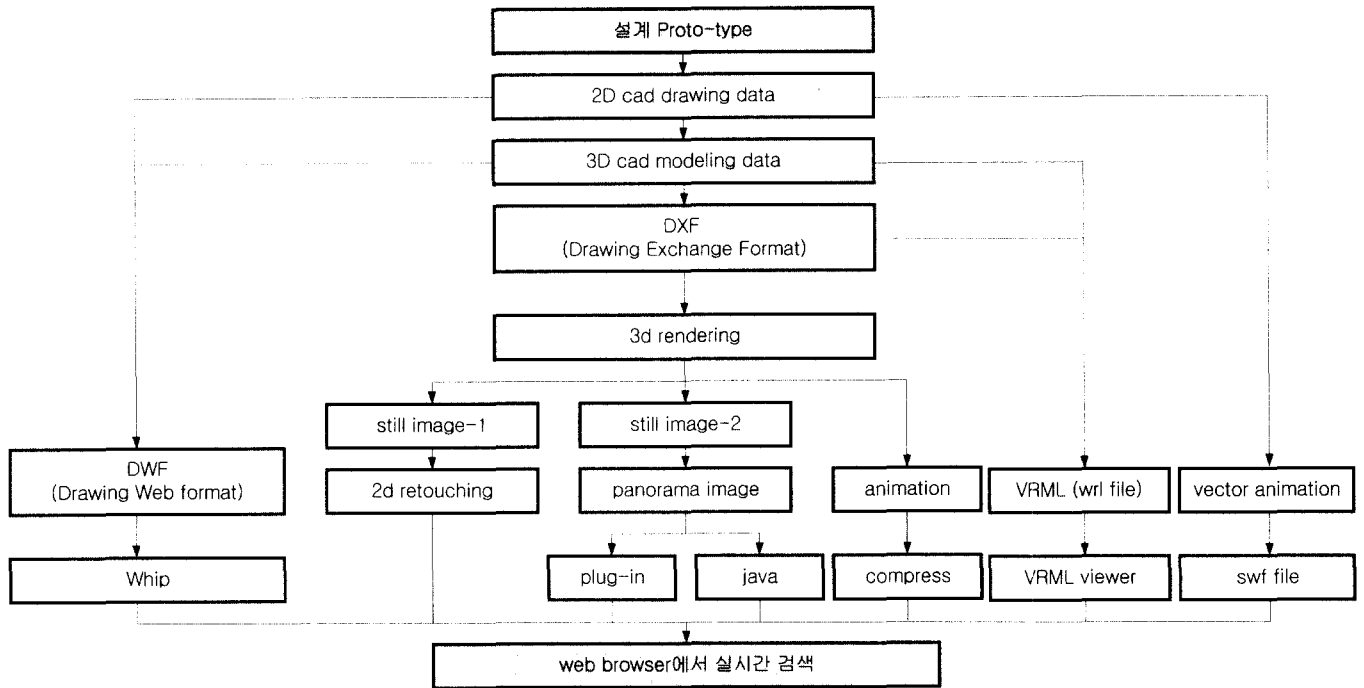 설계 Proto-type
2D cad drawing data
3D cad modeling data
DXF
(Drawing Exchange Format)
3d rendering
still image-1
still image-2
DWF
(Drawing Web format)
2d retouching
panorama image
animation
VRML (wrl file)
vector animation
Whip
plug-in
java
compress
VRML viewer
swf file
web browser에서 실시간 검색